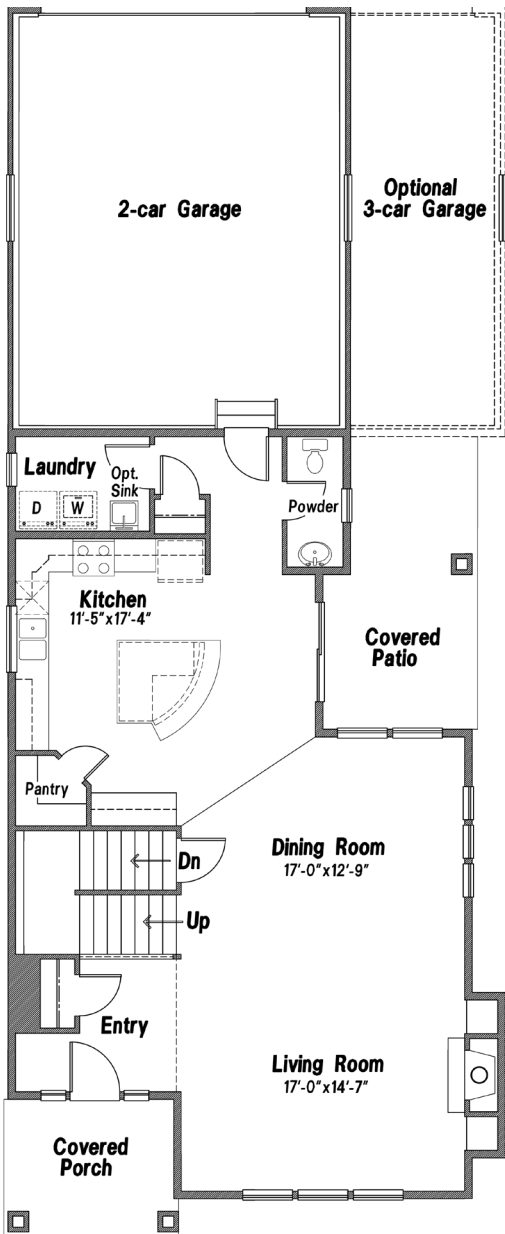 2-car Garage
Optional
3-car Garage
Laundry
Opt.
Sink
D
W
Powder
Kitchen
11'-5"x17'-4"
Covered
Patio
Pantry
Dining Room
17'-0"x12'-9"
Dn
Up
Entry
Living Room
17'-0"x14'-7"
Covered
Porch